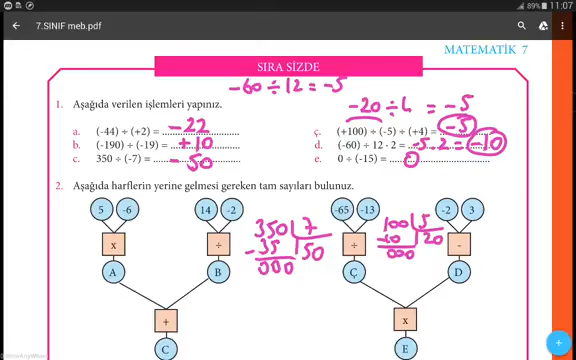 89% 11:07
7.SINIF meb.pdf
MATEMATİK 7
SIRA SİZDE
-60 ÷ 12 = -5
1. Aşağıda verilen işlemleri yapınız.
-20 ÷ 4 = -5
a. (-44) ÷ (+2) = -22
b. (-190) ÷ (-19) = +10
c. 350 ÷ (-7) = -50
ç. (+100) ÷ (-5) ÷ (+4) = -5
d. (-60) ÷ 12 · 2 = -5 . 2 = -10
e. 0 ÷ (-15) = 0
2. Aşağıda harflerin yerine gelmesi gereken tam sayıları bulunuz.
5 -6 14 -2 -65 -13 -2 3
x ÷ ÷ -
A B Ç D
+ x
C E
350 7
-35 50
000
100 5
-10 20
000